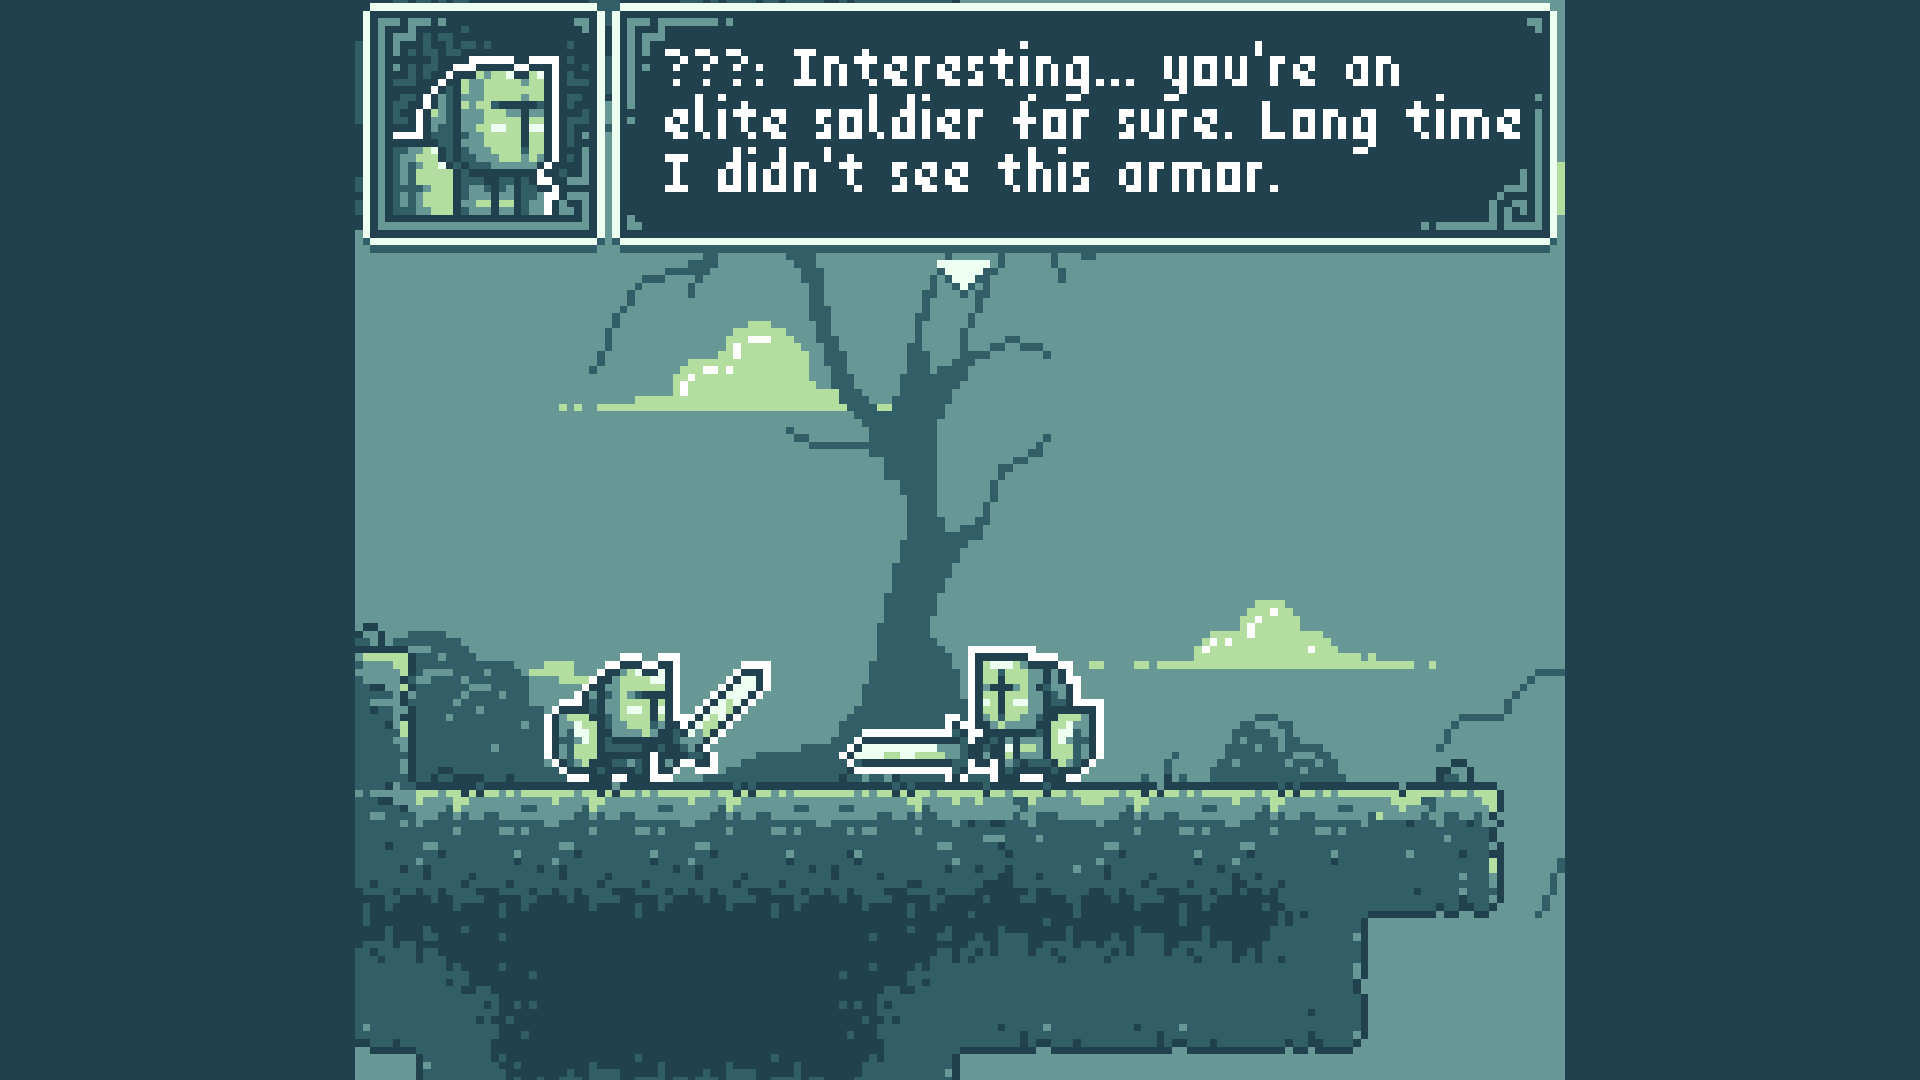 ???: Interesting... you're an
elite soldier for sure. Long time
I didn't see this armor.